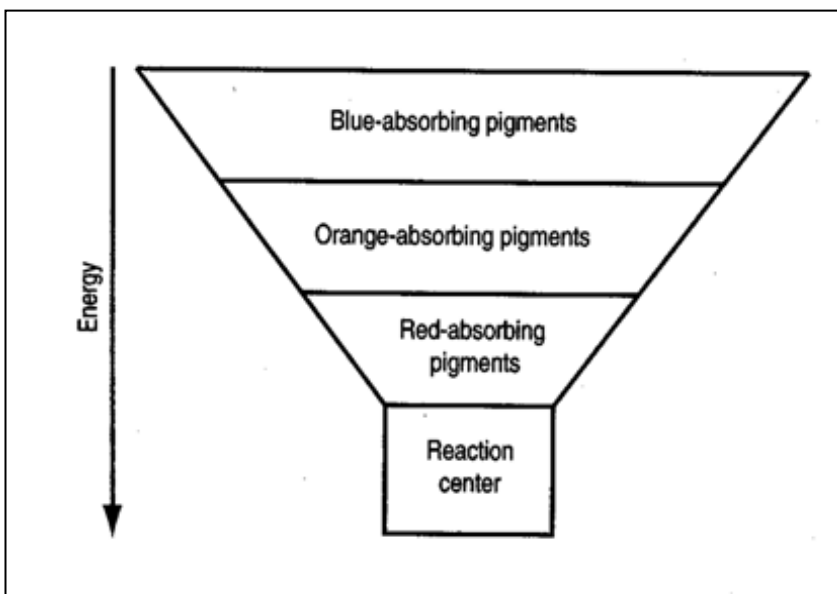 Blue-absorbing pigments
Orange-absorbing pigments
Red-absorbing
pigments
Reaction
center
Energy